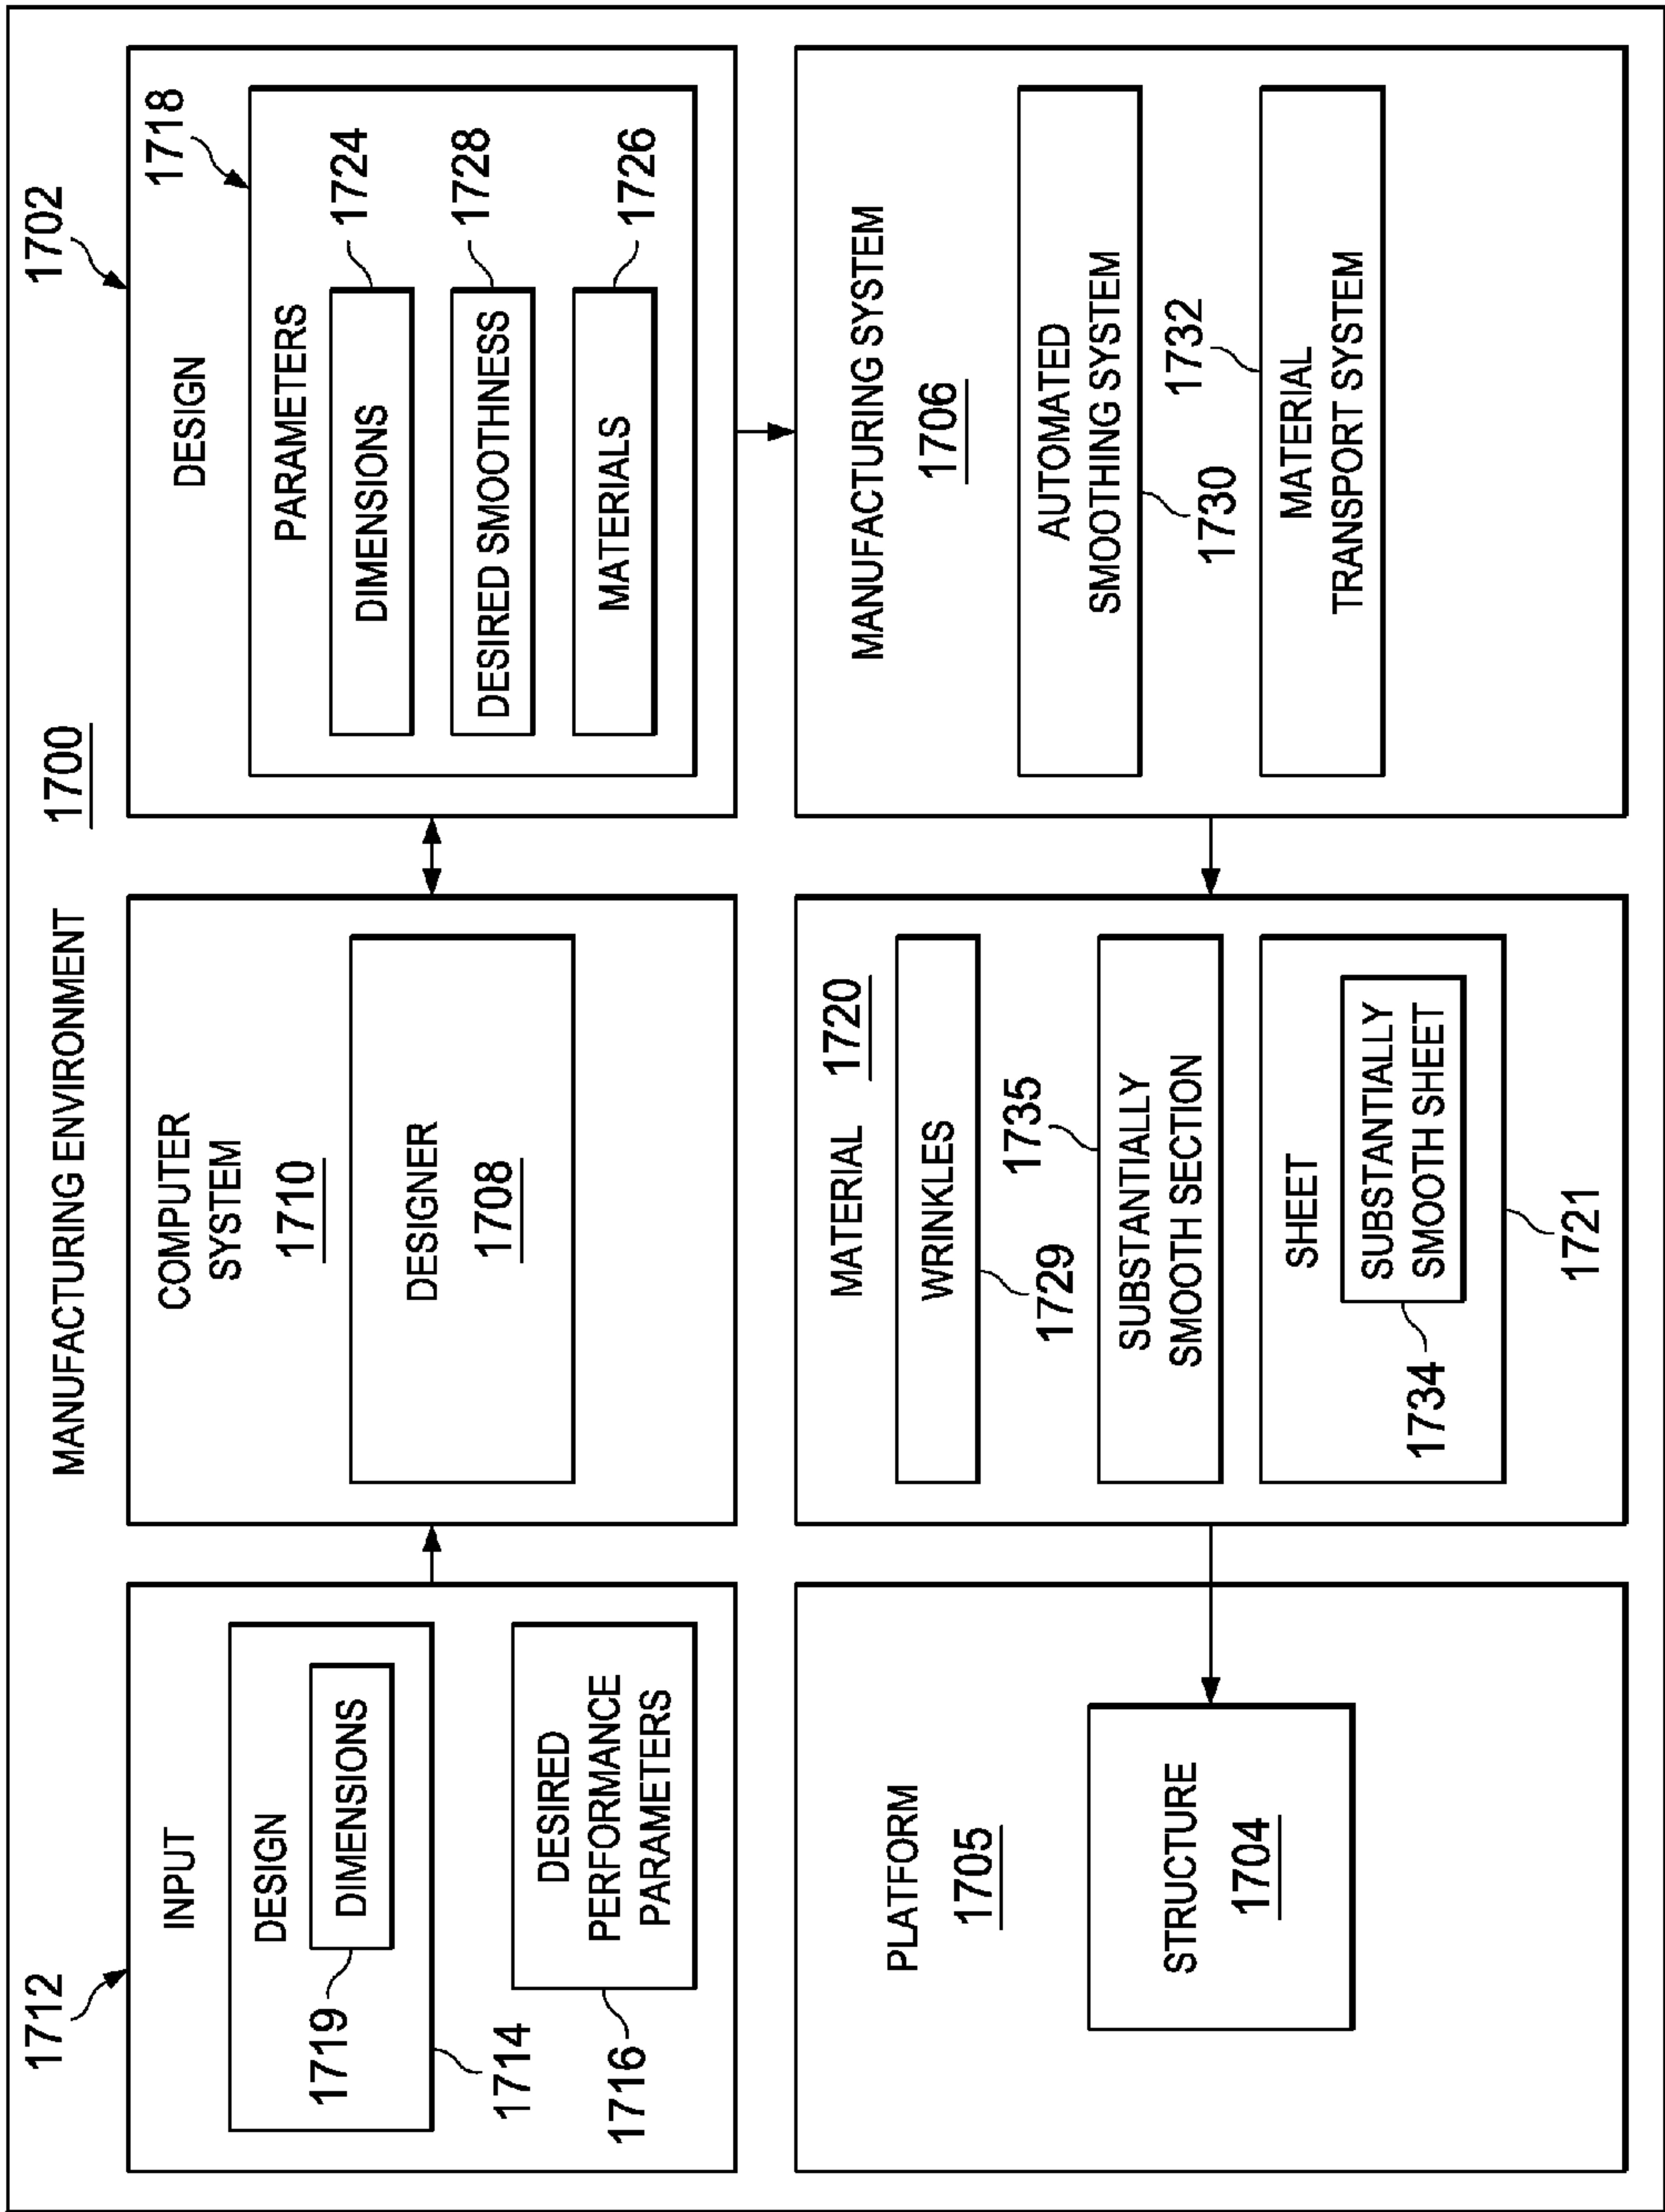 MANUFACTURING ENVIRONMENT
1700
1712
INPUT
DESIGN
DIMENSIONS
1719
1714
DESIRED
PERFORMANCE
PARAMETERS
1716
COMPUTER
SYSTEM
1710
DESIGNER
1708
1702
DESIGN
1718
PARAMETERS
DIMENSIONS
1724
DESIRED SMOOTHNESS
1728
MATERIALS
1726
PLATFORM
1705
STRUCTURE
1704
MATERIAL
1720
WRINKLES
1729
1735
SUBSTANTIALLY
SMOOTH SECTION
SHEET
SUBSTANTIALLY
SMOOTH SHEET
1734
1721
MANUFACTURING SYSTEM
1706
AUTOMATED
SMOOTHING SYSTEM
1730
1732
MATERIAL
TRANSPORT SYSTEM